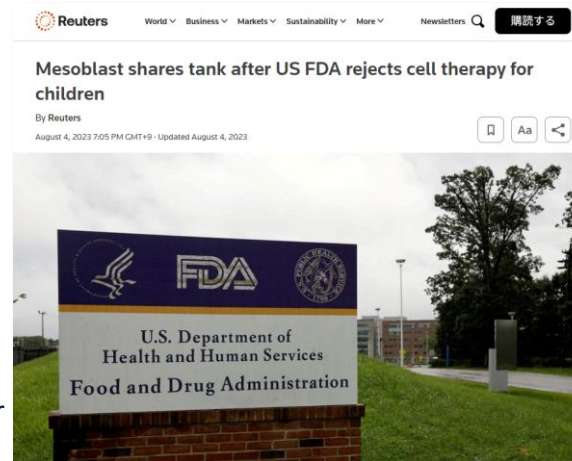 Reuters
World Business Markets Sustainability More Newsletters 購読する
Mesoblast shares tank after US FDA rejects cell therapy for
children
By Reuters
August 4, 2023 7:05 PM GMT+9 · Updated August 4, 2023
Aa
FDA
U.S. Department of
Health and Human Services
Food and Drug Administration
r